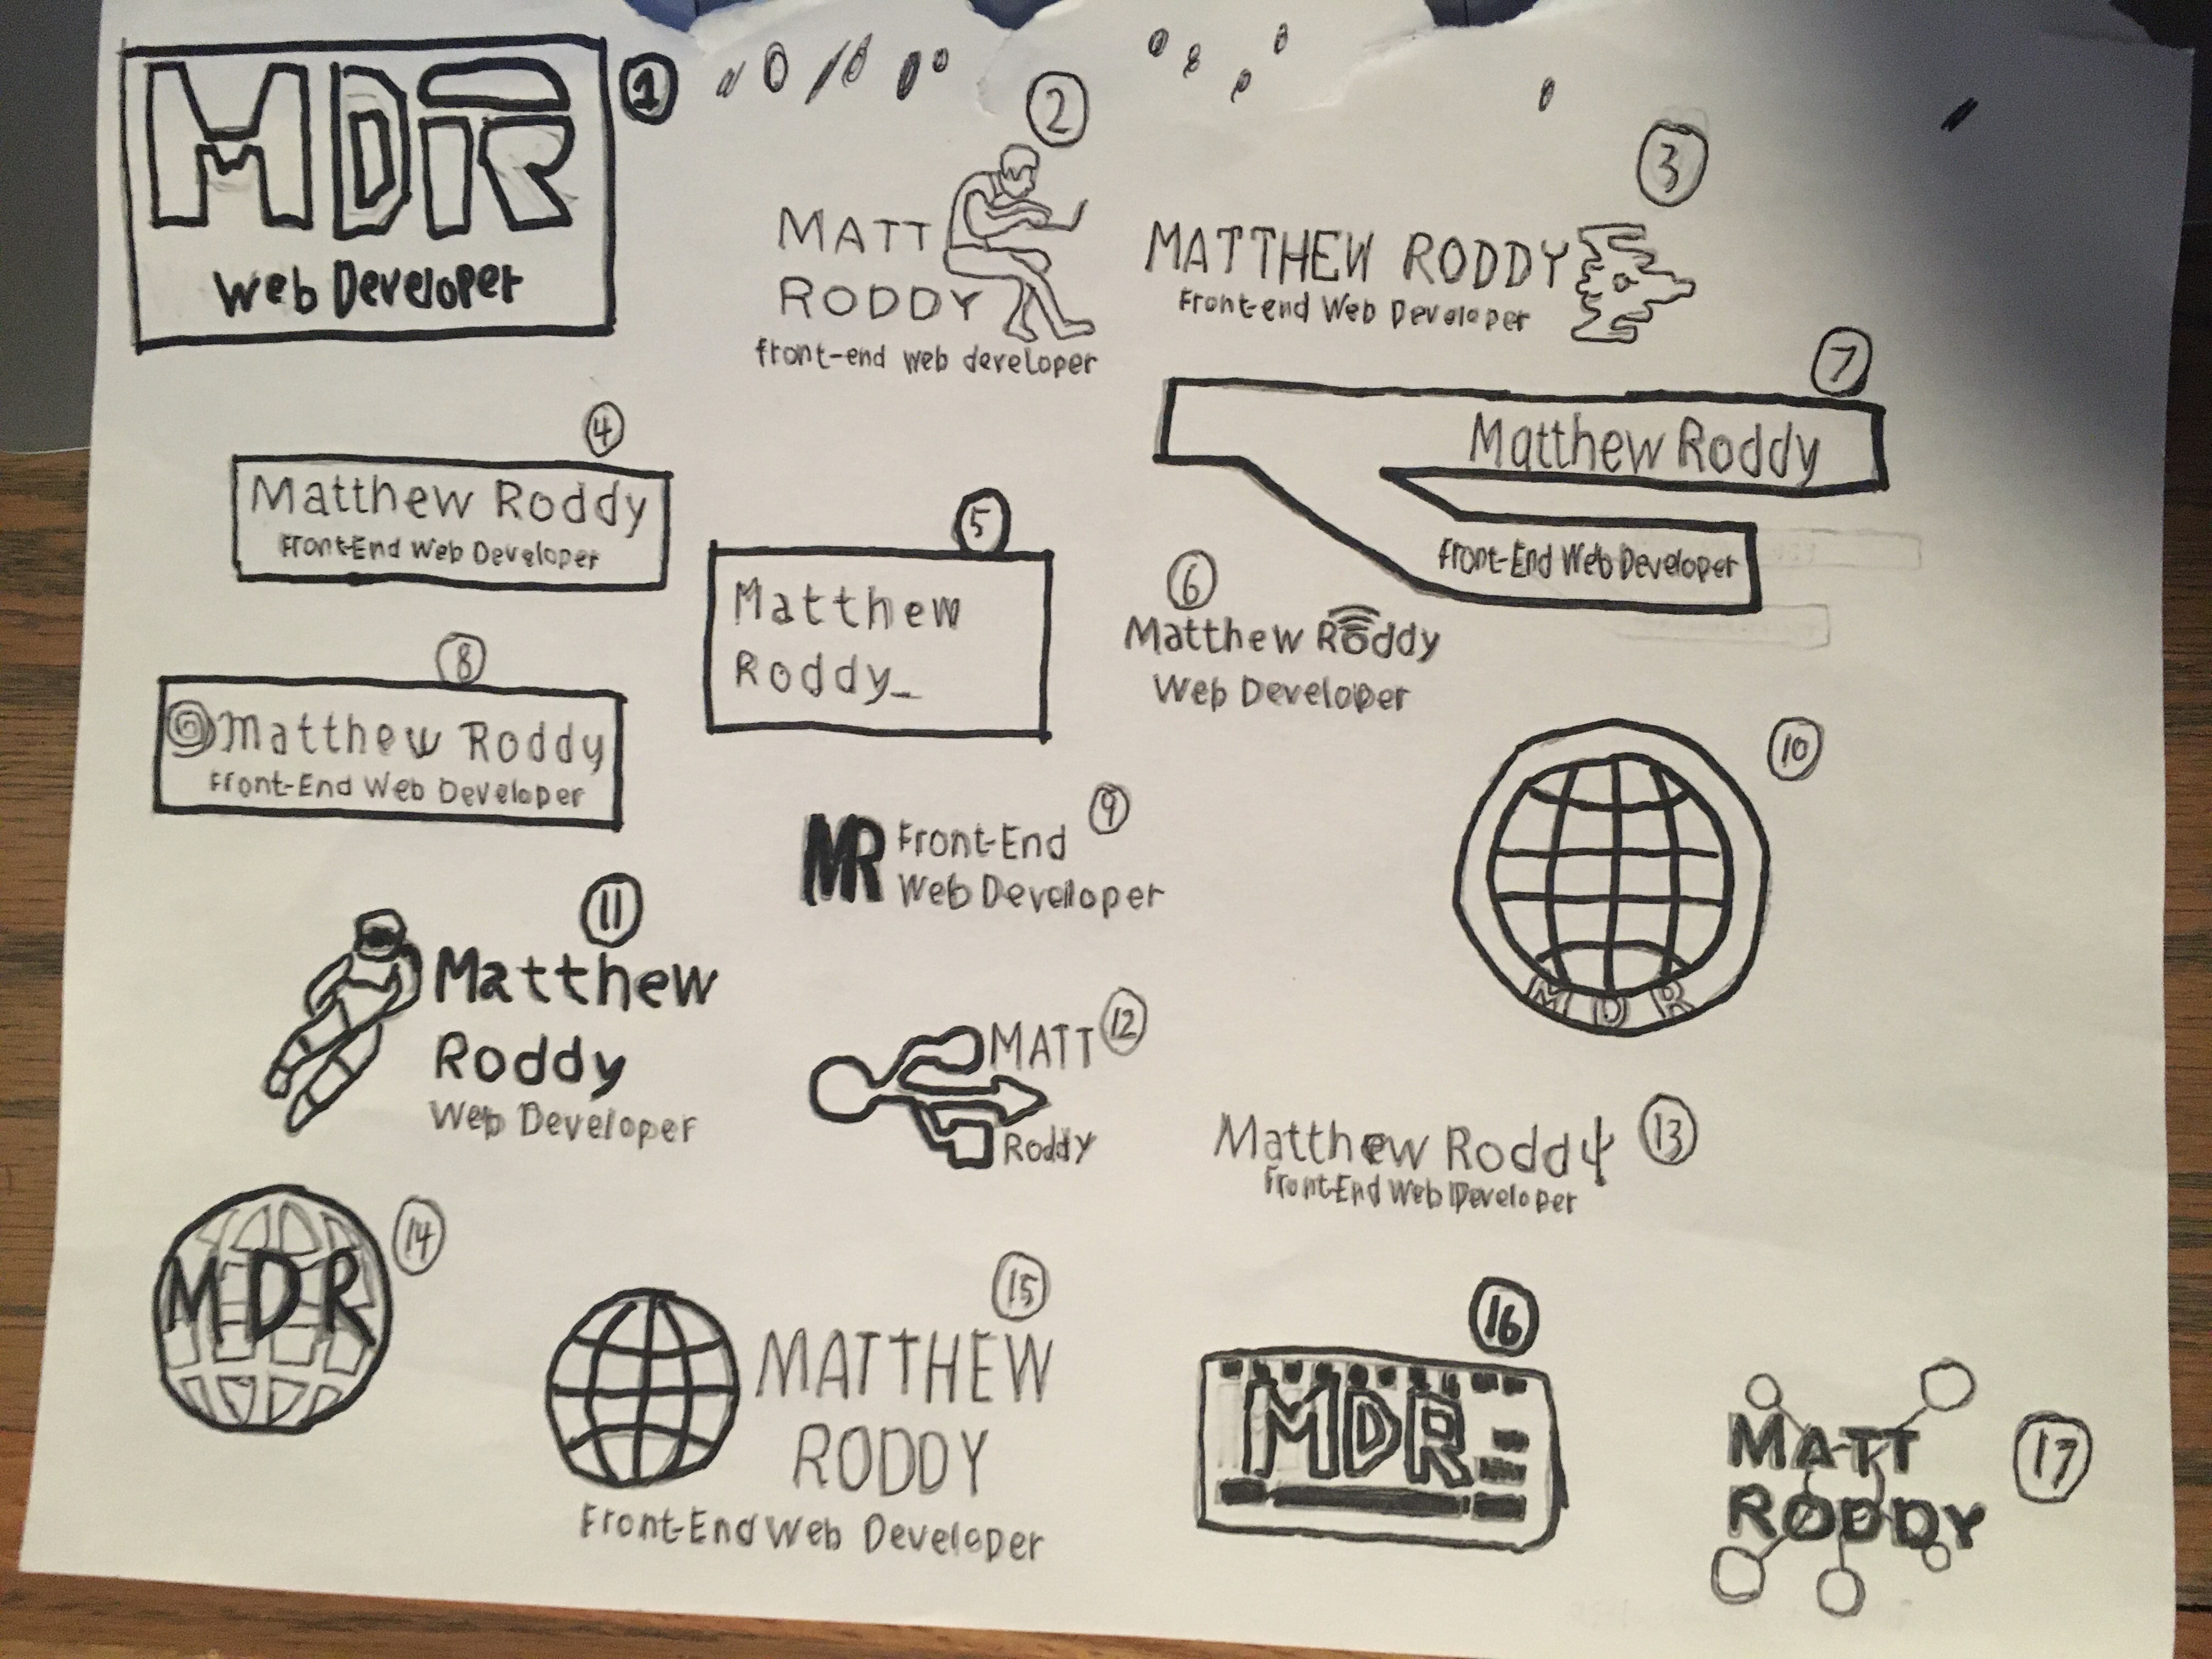 1
MDR
Web Developer
2
MATT
RODDY
front-end web developer
3
MATTHEW RODDY
Front-end Web Developer
4
Matthew Roddy
Front-End Web Developer
5
Matthew
Roddy_
6
Matthew Roddy
Web Developer
7
Matthew Roddy
Front-End Web Developer
8
Matthew Roddy
Front-End Web Developer
9
MR
Front-End
Web Developer
10
MDR
11
Matthew
Roddy
Web Developer
12
MATT
Roddy
13
Matthew Roddy
Front-End Web Developer
14
MDR
15
MATTHEW
RODDY
Front-End Web Developer
16
MDR
17
MATT
RODDY